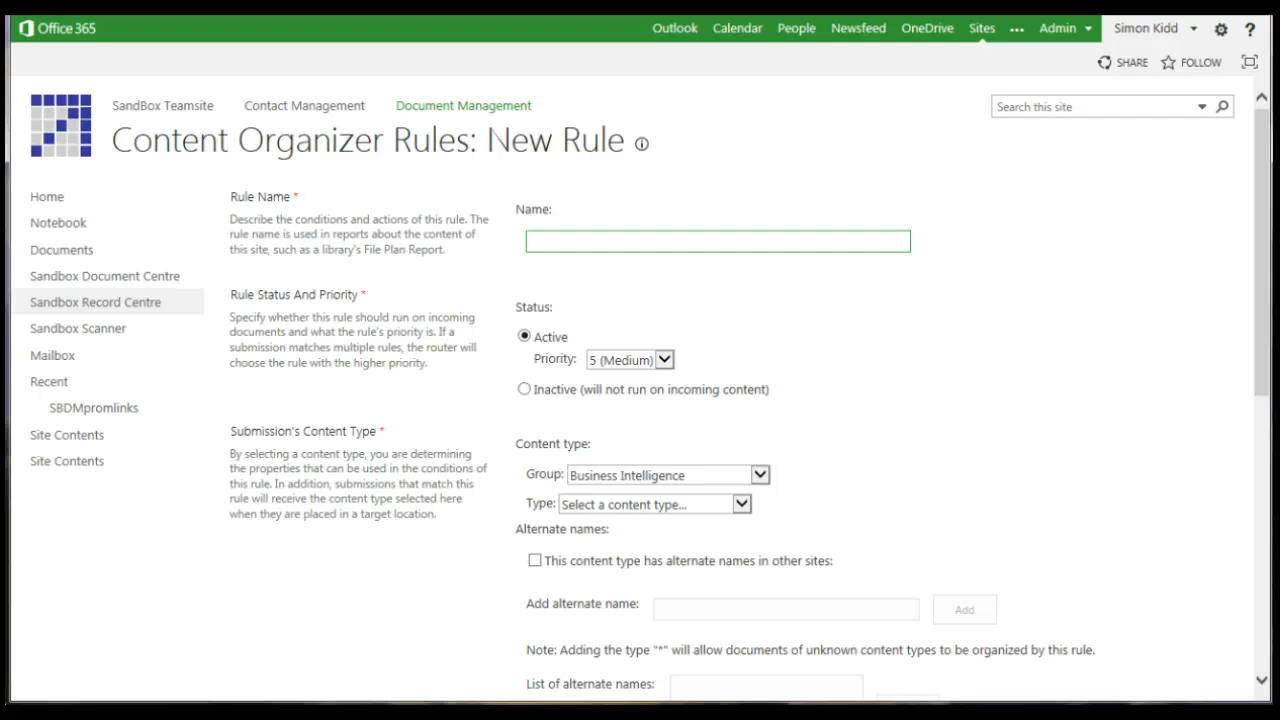 Office 365
Outlook Calendar People Newsfeed OneDrive Sites ... Admin Simon Kidd ?
SHARE FOLLOW
SandBox Teamsite Contact Management Document Management
Search this site
Content Organizer Rules: New Rule
Home
Notebook
Documents
Sandbox Document Centre
Sandbox Record Centre
Sandbox Scanner
Mailbox
Recent
SBDMpromlinks
Site Contents
Site Contents
Rule Name *
Describe the conditions and actions of this rule. The
rule name is used in reports about the content of
this site, such as a library's File Plan Report.
Name:
Rule Status And Priority *
Specify whether this rule should run on incoming
documents and what the rule's priority is. If a
submission matches multiple rules, the router will
choose the rule with the higher priority.
Status:
Active
Priority: 5 (Medium)
Inactive (will not run on incoming content)
Submission's Content Type *
By selecting a content type, you are determining
the properties that can be used in the conditions of
this rule. In addition, submissions that match this
rule will receive the content type selected here
when they are placed in a target location.
Content type:
Group: Business Intelligence
Type: Select a content type...
Alternate names:
This content type has alternate names in other sites:
Add alternate name: Add
Note: Adding the type "*" will allow documents of unknown content types to be organized by this rule.
List of alternate names: